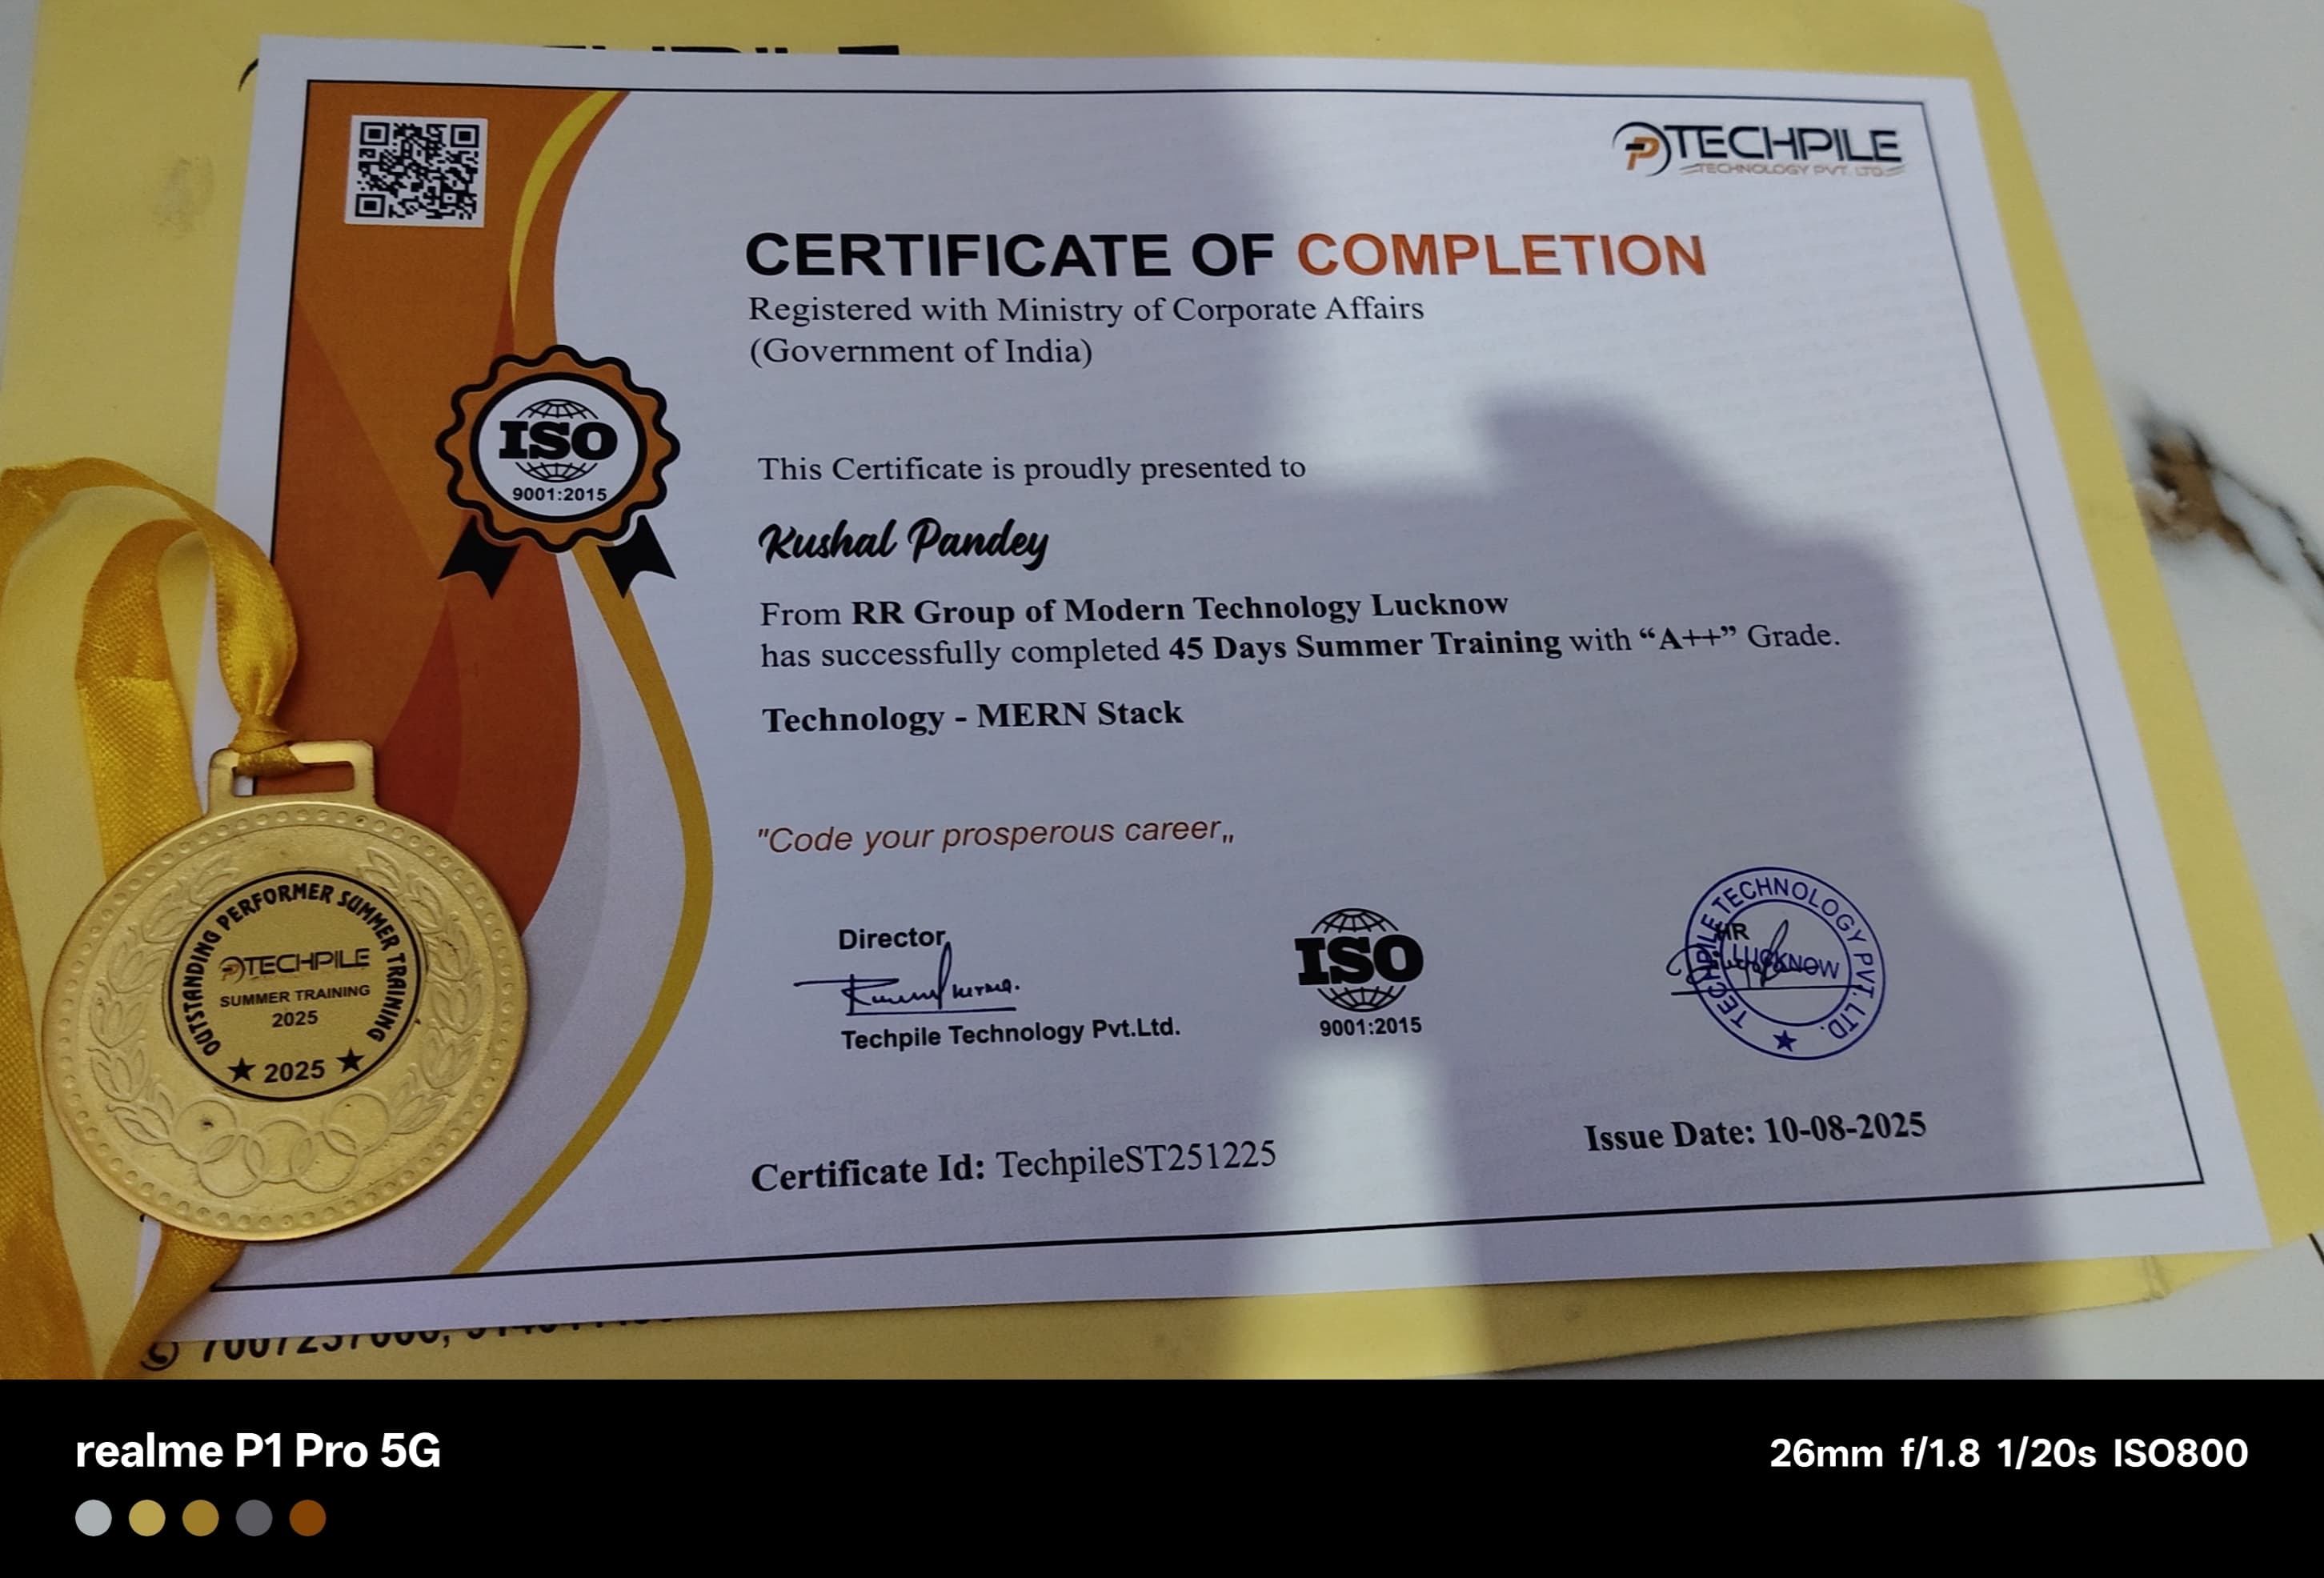 TECHPILE
TECHNOLOGY PVT. LTD.
CERTIFICATE OF COMPLETION
Registered with Ministry of Corporate Affairs
(Government of India)
ISO
9001:2015
This Certificate is proudly presented to
Kushal Pandey
From RR Group of Modern Technology Lucknow
has successfully completed 45 Days Summer Training with “A++” Grade.
Technology - MERN Stack
"Code your prosperous career„
Director
Techpile Technology Pvt.Ltd.
ISO
9001:2015
HR
TECHPILE TECHNOLOGY PVT. LTD.
LUCKNOW
Certificate Id: TechpileST251225
Issue Date: 10-08-2025
OUTSTANDING PERFORMER SUMMER TRAINING
TECHPILE
SUMMER TRAINING
2025
★ 2025 ★
realme P1 Pro 5G
26mm f/1.8 1/20s ISO800